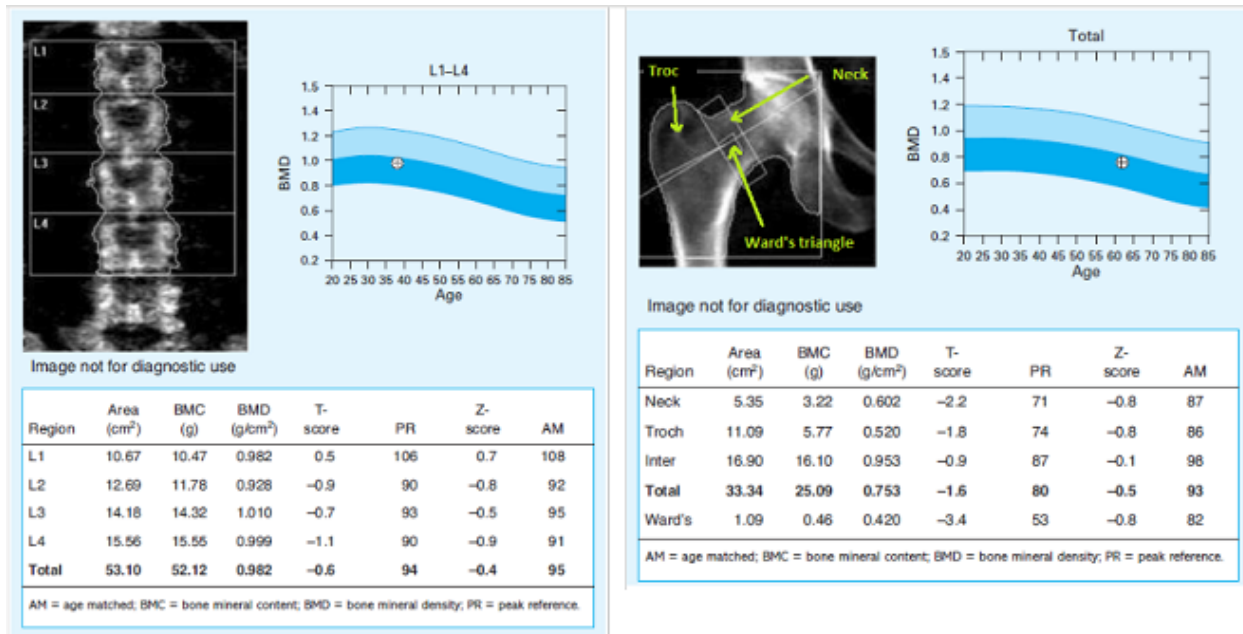 L1
L2
L3
L4
L1–L4
BMD
1.5
1.4
1.2
1.0
0.8
0.6
0.4
0.2
20 25 30 35 40 45 50 55 60 65 70 75 80 85
Age
Image not for diagnostic use
Region Area (cm²) BMC (g) BMD (g/cm²) T-score PR Z-score AM
L1 10.67 10.47 0.982 0.5 106 0.7 108
L2 12.69 11.78 0.928 –0.9 90 –0.8 92
L3 14.18 14.32 1.010 –0.7 93 –0.5 95
L4 15.56 15.55 0.999 –1.1 90 –0.9 91
Total 53.10 52.12 0.982 –0.6 94 –0.4 95
AM = age matched; BMC = bone mineral content; BMD = bone mineral density; PR = peak reference.
Troc
Neck
Ward's triangle
Total
BMD
1.5
1.4
1.2
1.0
0.8
0.6
0.4
0.2
20 25 30 35 40 45 50 55 60 65 70 75 80 85
Age
Image not for diagnostic use
Region Area (cm²) BMC (g) BMD (g/cm²) T-score PR Z-score AM
Neck 5.35 3.22 0.602 –2.2 71 –0.8 87
Troch 11.09 5.77 0.520 –1.8 74 –0.8 86
Inter 16.90 16.10 0.953 –0.9 87 –0.1 98
Total 33.34 25.09 0.753 –1.6 80 –0.5 93
Ward's 1.09 0.46 0.420 –3.4 53 –0.8 82
AM = age matched; BMC = bone mineral content; BMD = bone mineral density; PR = peak reference.